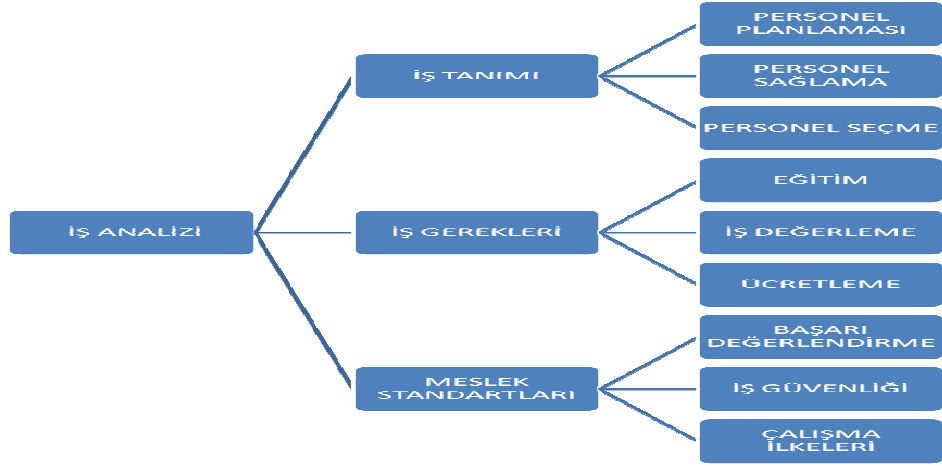 İŞ ANALİZİ
İŞ TANIMI
PERSONEL
PLANLAMASI
PERSONEL
SAĞLAMA
PERSONEL SEÇME
İŞ GEREKLERİ
EĞİTİM
İŞ DEĞERLEME
ÜCRETLEME
MESLEK
STANDARTLARI
BAŞARI
DEĞERLENDİRME
İŞ GÜVENLİĞİ
ÇALIŞMA
İLKELERİ